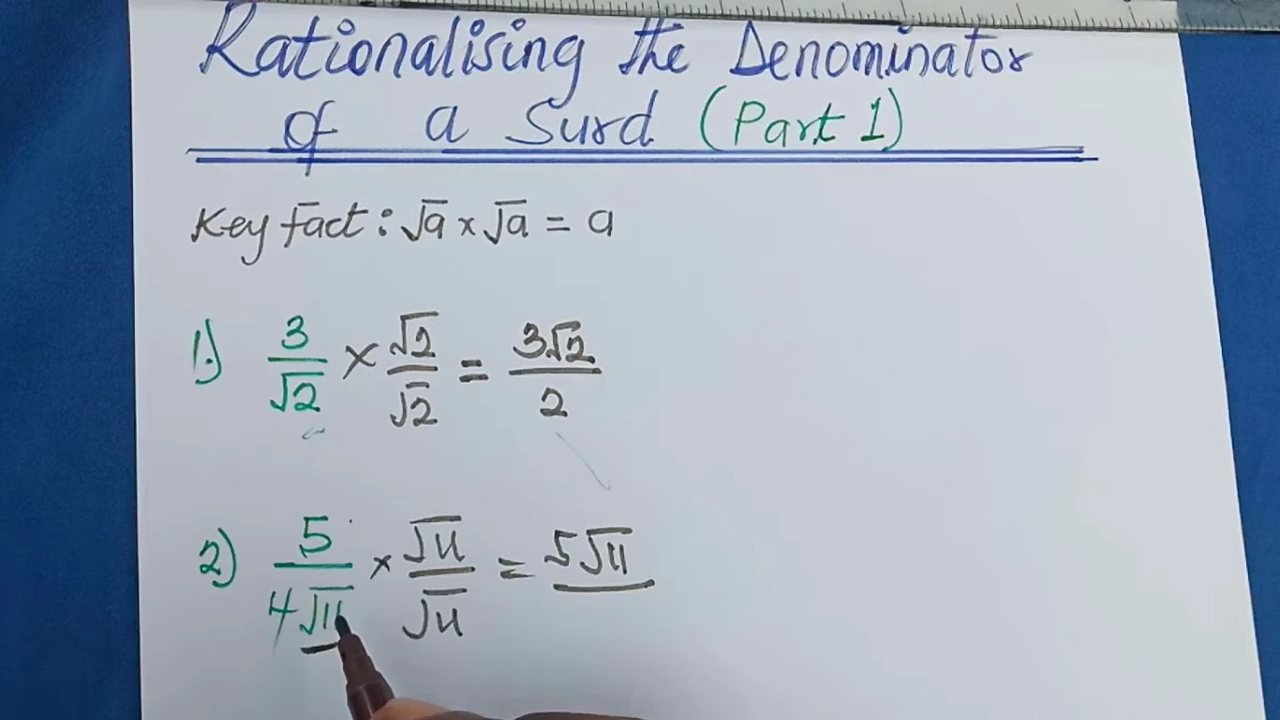 Rationalising the Denominator
of a Surd (Part 1)
Key fact: √a × √a = a
1) 3/√2 × √2/√2 = 3√2/2
2) 5/4√11 × √11/√11 = 5√11